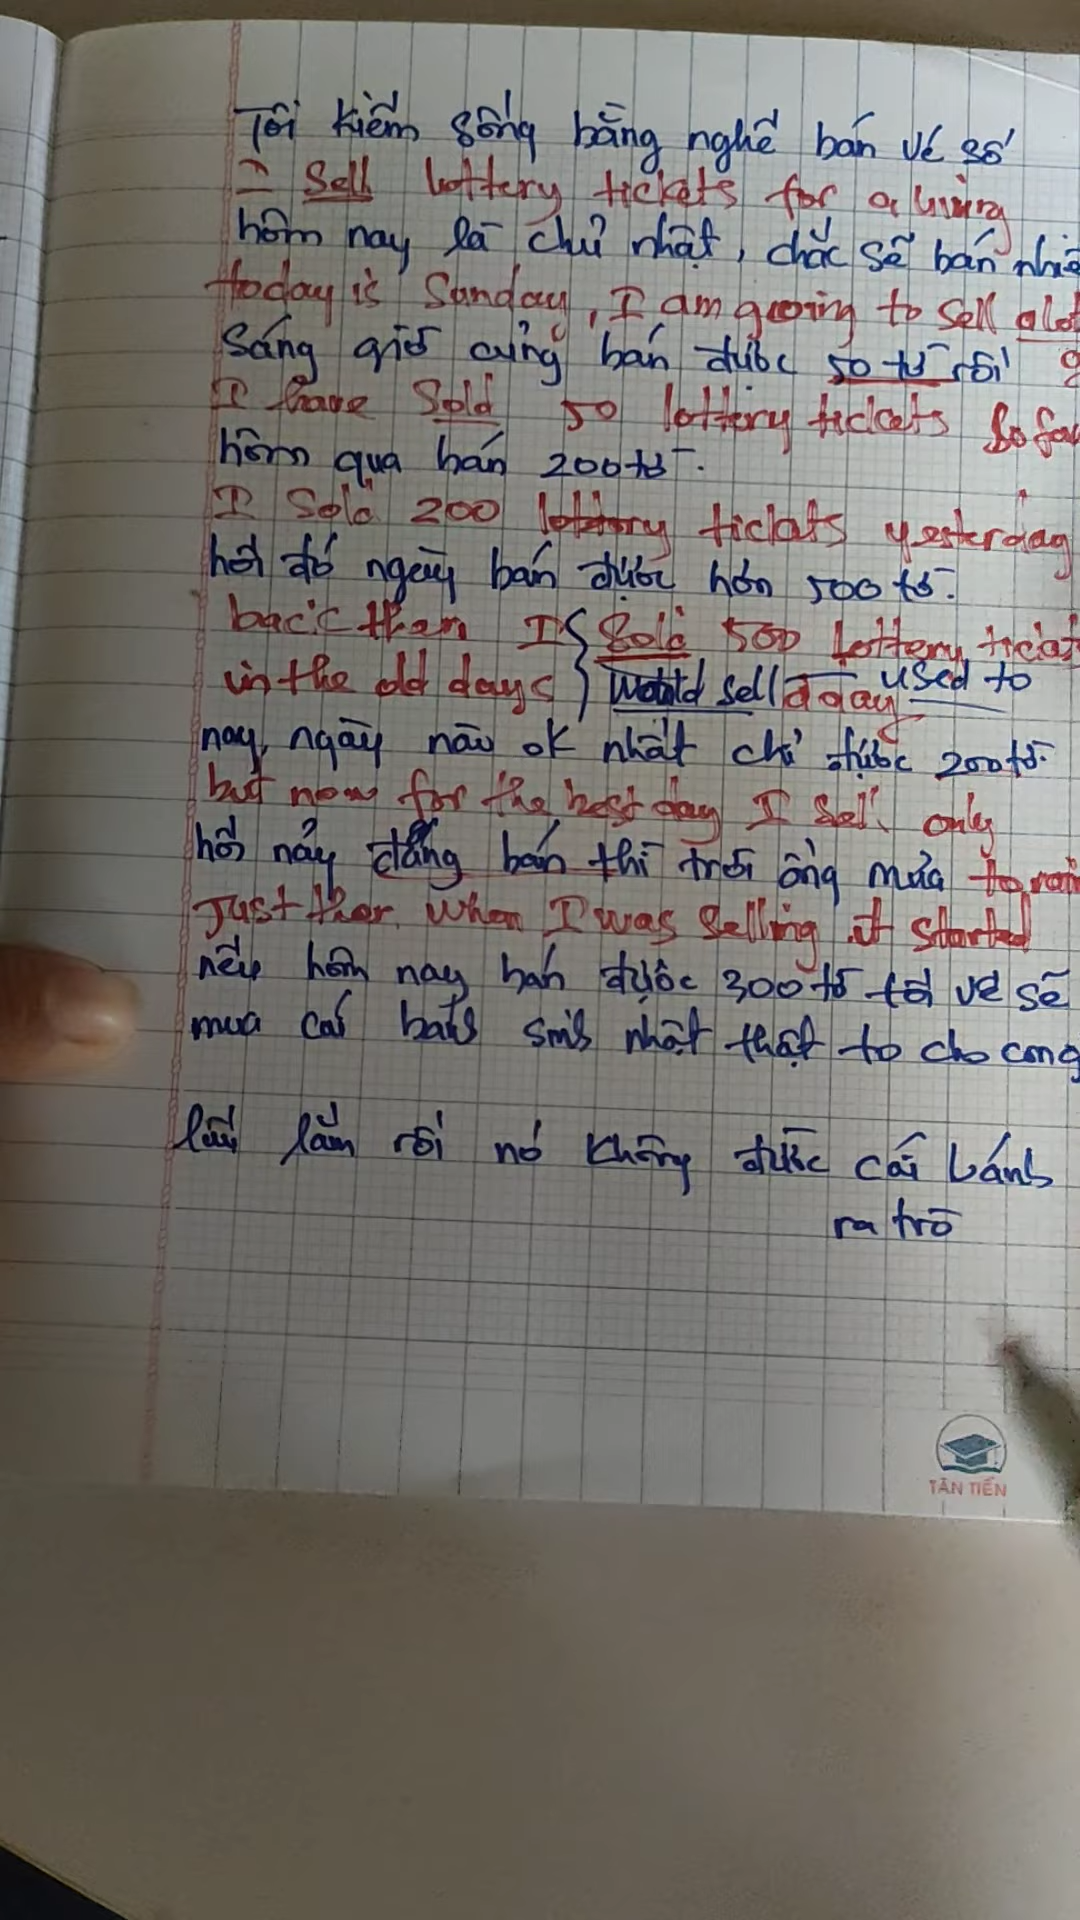 Tôi kiếm sống bằng nghề bán vé số
I Sell lottery tickets for a living
hôm nay là chủ nhật, chắc sẽ bán nhiề
today is Sunday, I am going to sell alot
Sáng giờ cũng bán được 50 tờ rồi
I have Sold 50 lottery tickets So far
hôm qua bán 200 tờ.
I Sold 200 lottery tickets yesterday
hồi đó ngày bán được hơn 500 tờ.
back then I Sold 500 lottery ticket
in the old days would sell a day used to
nay, ngày nào ok nhất chỉ được 200 tờ.
but now for the best day I Sell only
hồi nảy đang bán thì trời ông mưa to rain
Just then when I was Selling it started
nếu hôm nay bán được 300 tờ tôi về sẽ
mua cái bánh sinh nhật thật to cho con
lâu lắm rồi nó không được cái bánh
ra trò
TÂN TIẾN